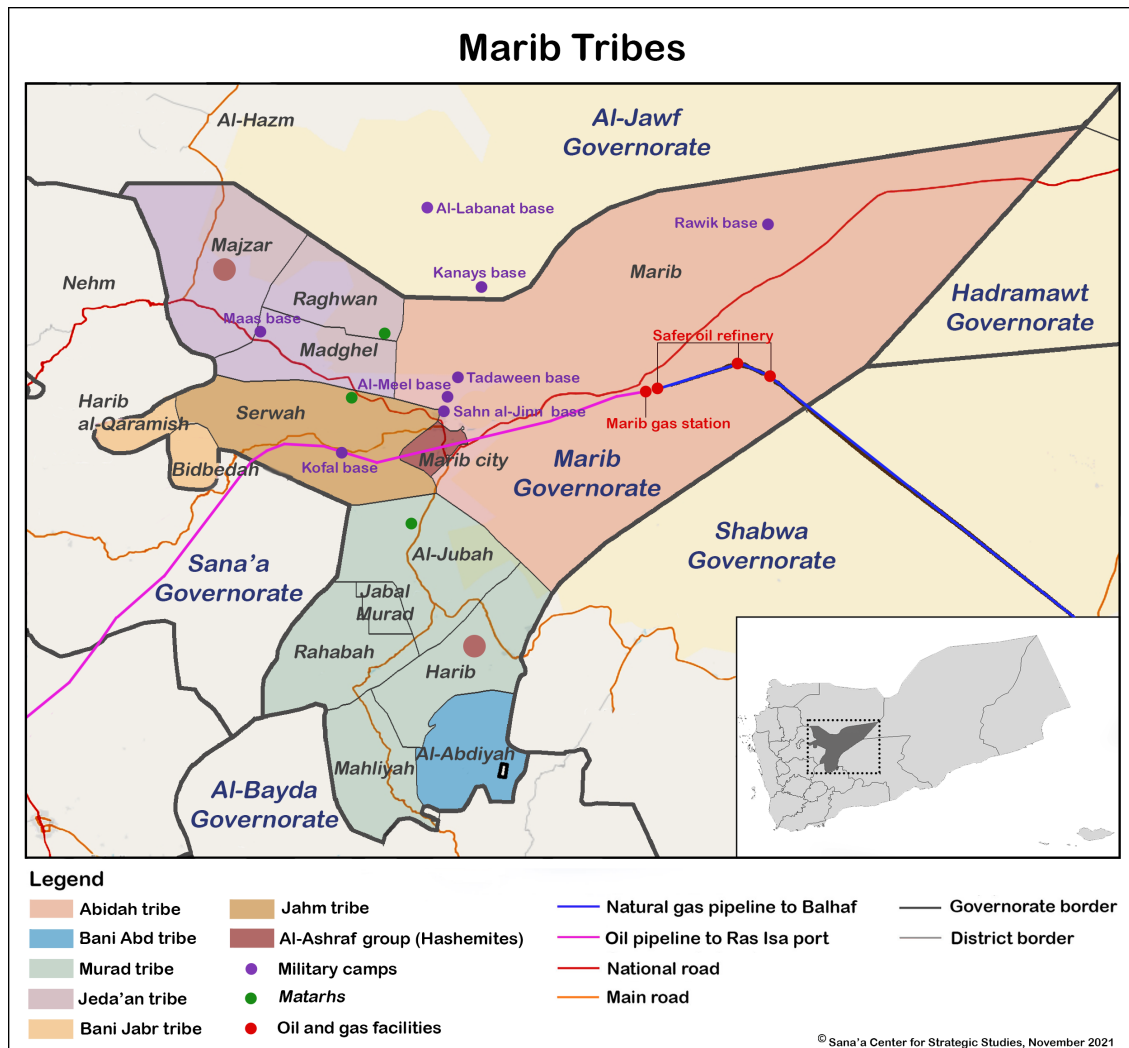 Marib Tribes
Al-Hazm
Al-Jawf
Governorate
Al-Labanat base
Rawik base
Majzar
Kanays base
Marib
Nehm
Raghwan
Hadramawt
Governorate
Maas base
Madghel
Safer oil refinery
Al-Meel base
Tadaween base
Harib
al-Qaramish
Serwah
Sahn al-Jinn base
Marib gas station
Bidbedah
Kofal base
Marib city
Marib
Governorate
Shabwa
Governorate
Al-Jubah
Sana’a
Governorate
Jabal
Murad
Rahabah
Harib
Al-Abdiyah
Mahliyah
Al-Bayda
Governorate
Legend
Abidah tribe
Bani Abd tribe
Murad tribe
Jeda’an tribe
Bani Jabr tribe
Jahm tribe
Al-Ashraf group (Hashemites)
Military camps
Matarhs
Oil and gas facilities
Natural gas pipeline to Balhaf
Oil pipeline to Ras Isa port
National road
Main road
Governorate border
District border
© Sana’a Center for Strategic Studies, November 2021